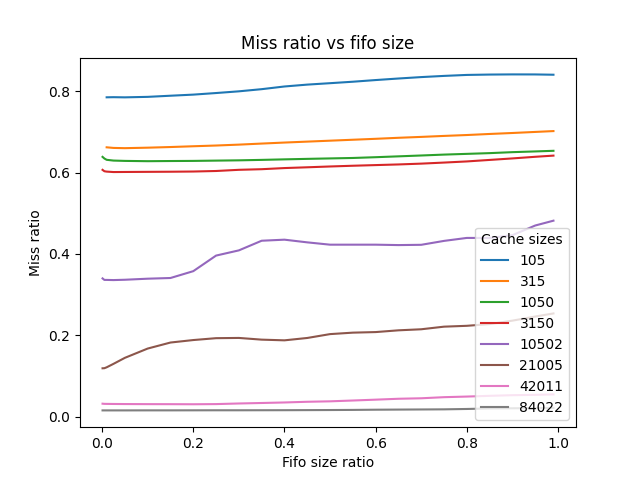 Miss ratio vs fifo size
Miss ratio
0.8
0.6
0.4
0.2
0.0
0.0 0.2 0.4 0.6 0.8 1.0
Fifo size ratio
Cache sizes
105
315
1050
3150
10502
21005
42011
84022